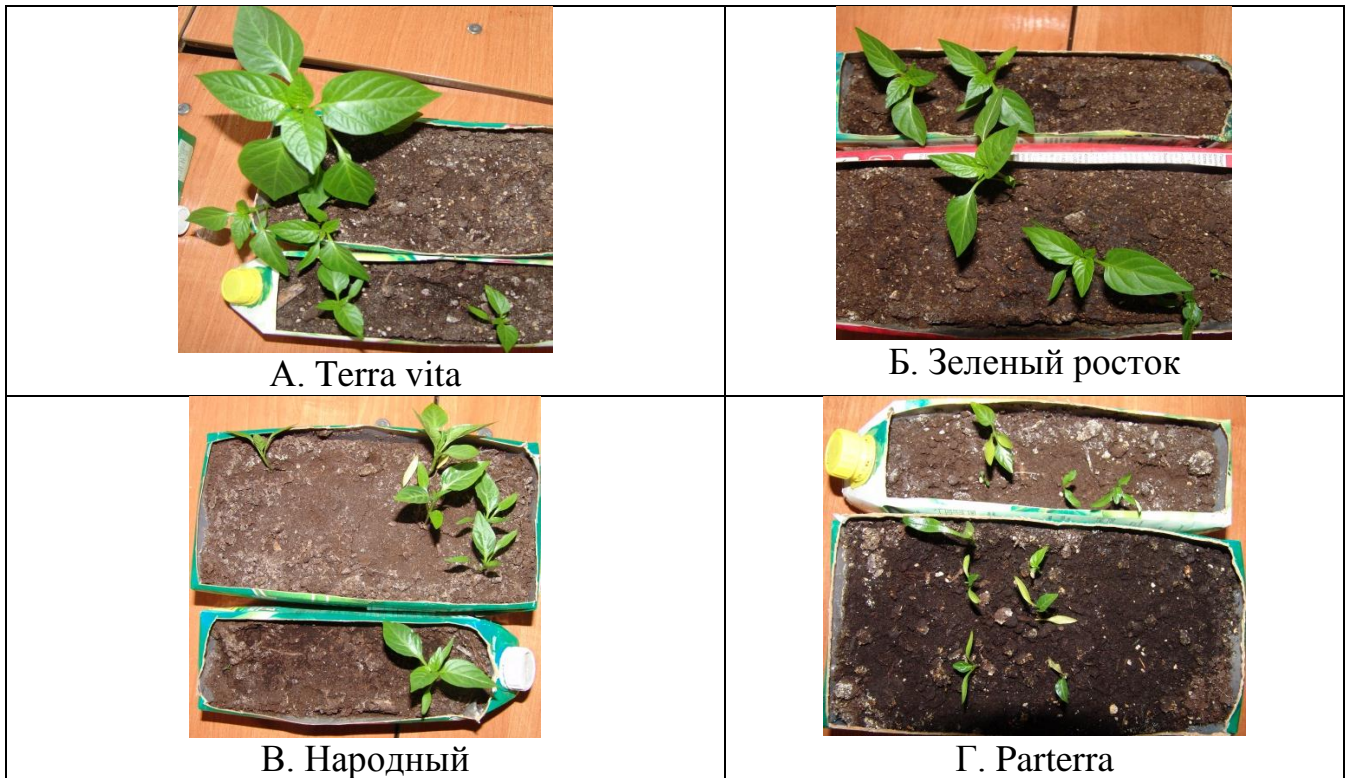 А. Terra vita
Б. Зеленый росток
В. Народный
Г. Parterra